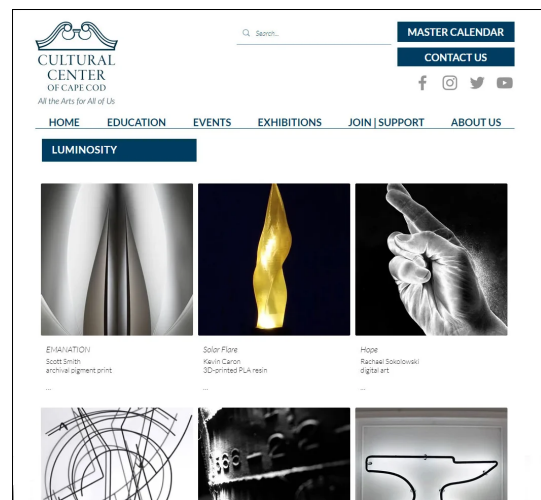 CULTURAL
CENTER
OF CAPE COD
All the Arts for All of Us
Search...
MASTER CALENDAR
CONTACT US
HOME EDUCATION EVENTS EXHIBITIONS JOIN | SUPPORT ABOUT US
LUMINOSITY
EMANATION
Scott Smith
archival pigment print
...
Solar Flare
Kevin Caron
3D-printed PLA resin
...
Hope
Rachael Sokolowski
digital art
...